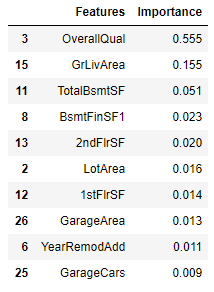 Features Importance
3 OverallQual 0.555
15 GrLivArea 0.155
11 TotalBsmtSF 0.051
8 BsmtFinSF1 0.023
13 2ndFlrSF 0.020
2 LotArea 0.016
12 1stFlrSF 0.014
26 GarageArea 0.013
6 YearRemodAdd 0.011
25 GarageCars 0.009